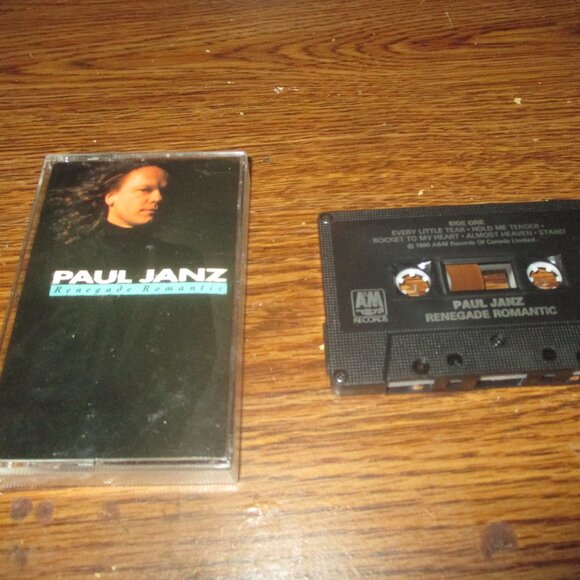 PAUL JANZ
Renegade Romantic
SIDE ONE
EVERY LITTLE TEAR • HOLD ME TENDER •
ROCKET TO MY HEART • ALMOST HEAVEN • STAND
A&M Records Of Canada Limited
A&M
RECORDS
PAUL JANZ
RENEGADE ROMANTIC